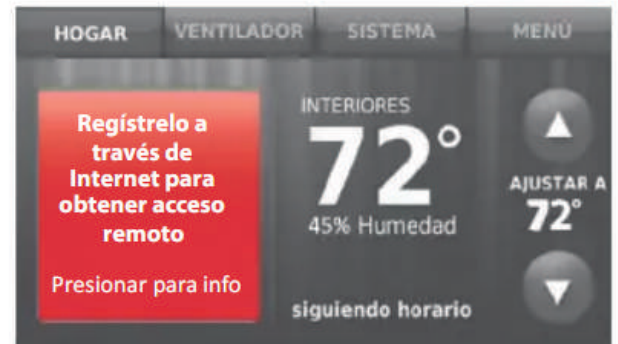 HOGAR
VENTILADOR
SISTEMA
MENÚ
Regístrelo a
través de
Internet para
obtener acceso
remoto
Presionar para info
INTERIORES
72°
45% Humedad
siguiendo horario
AJUSTAR A
72°